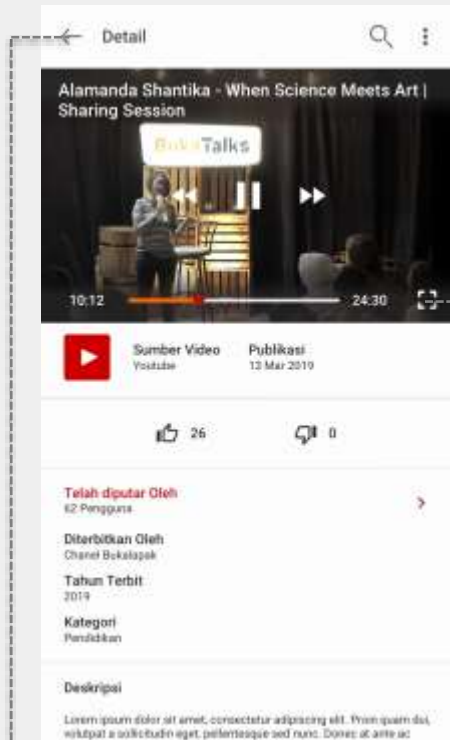 Detail
Alamanda Shantika - When Science Meets Art |
Sharing Session
BukaTalks
10:12
24:30
Sumber Video Publikasi
Youtube 13 Mar 2019
26 0
Telah diputar Oleh
62 Pengguna
Diterbitkan Oleh
Chanel Bukalapak
Tahun Terbit
2019
Kategori
Pendidikan
Deskripsi
Lorem ipsum dolor sit amet, consectetur adipiscing elit. Proin quam dui,
volutpat a sollicitudin eget, pellentesque sed nunc. Donec at ante ac